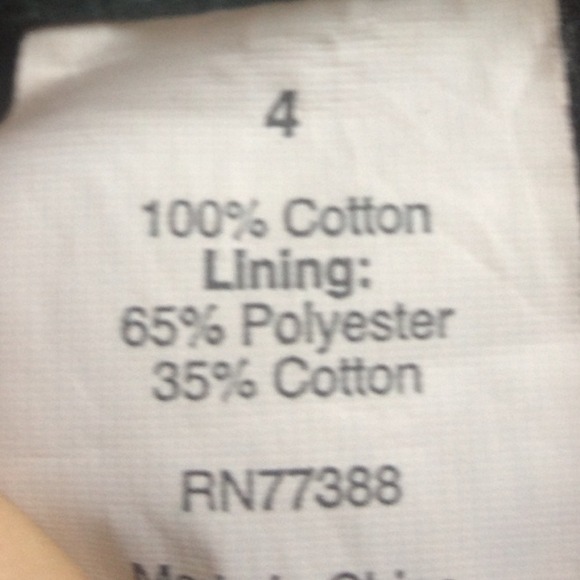 4
100% Cotton
Lining:
65% Polyester
35% Cotton
RN77388